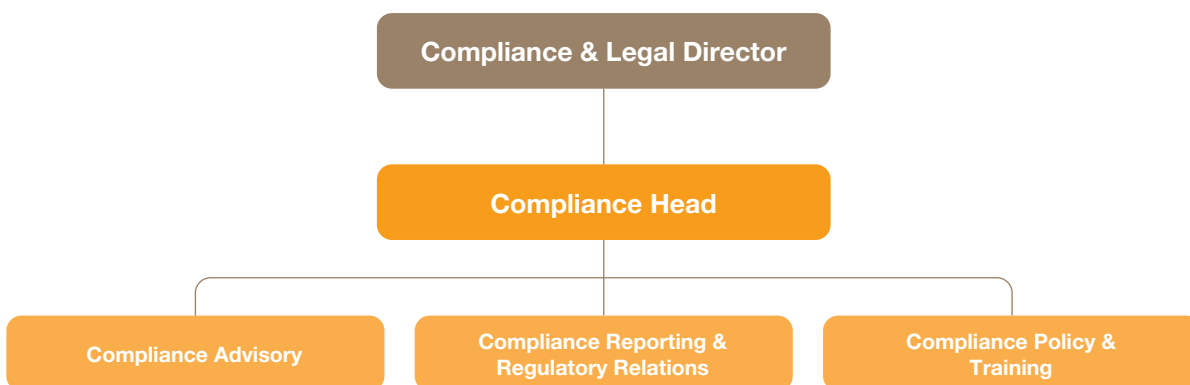 Compliance & Legal Director
Compliance Head
Compliance Advisory
Compliance Reporting &
Regulatory Relations
Compliance Policy &
Training